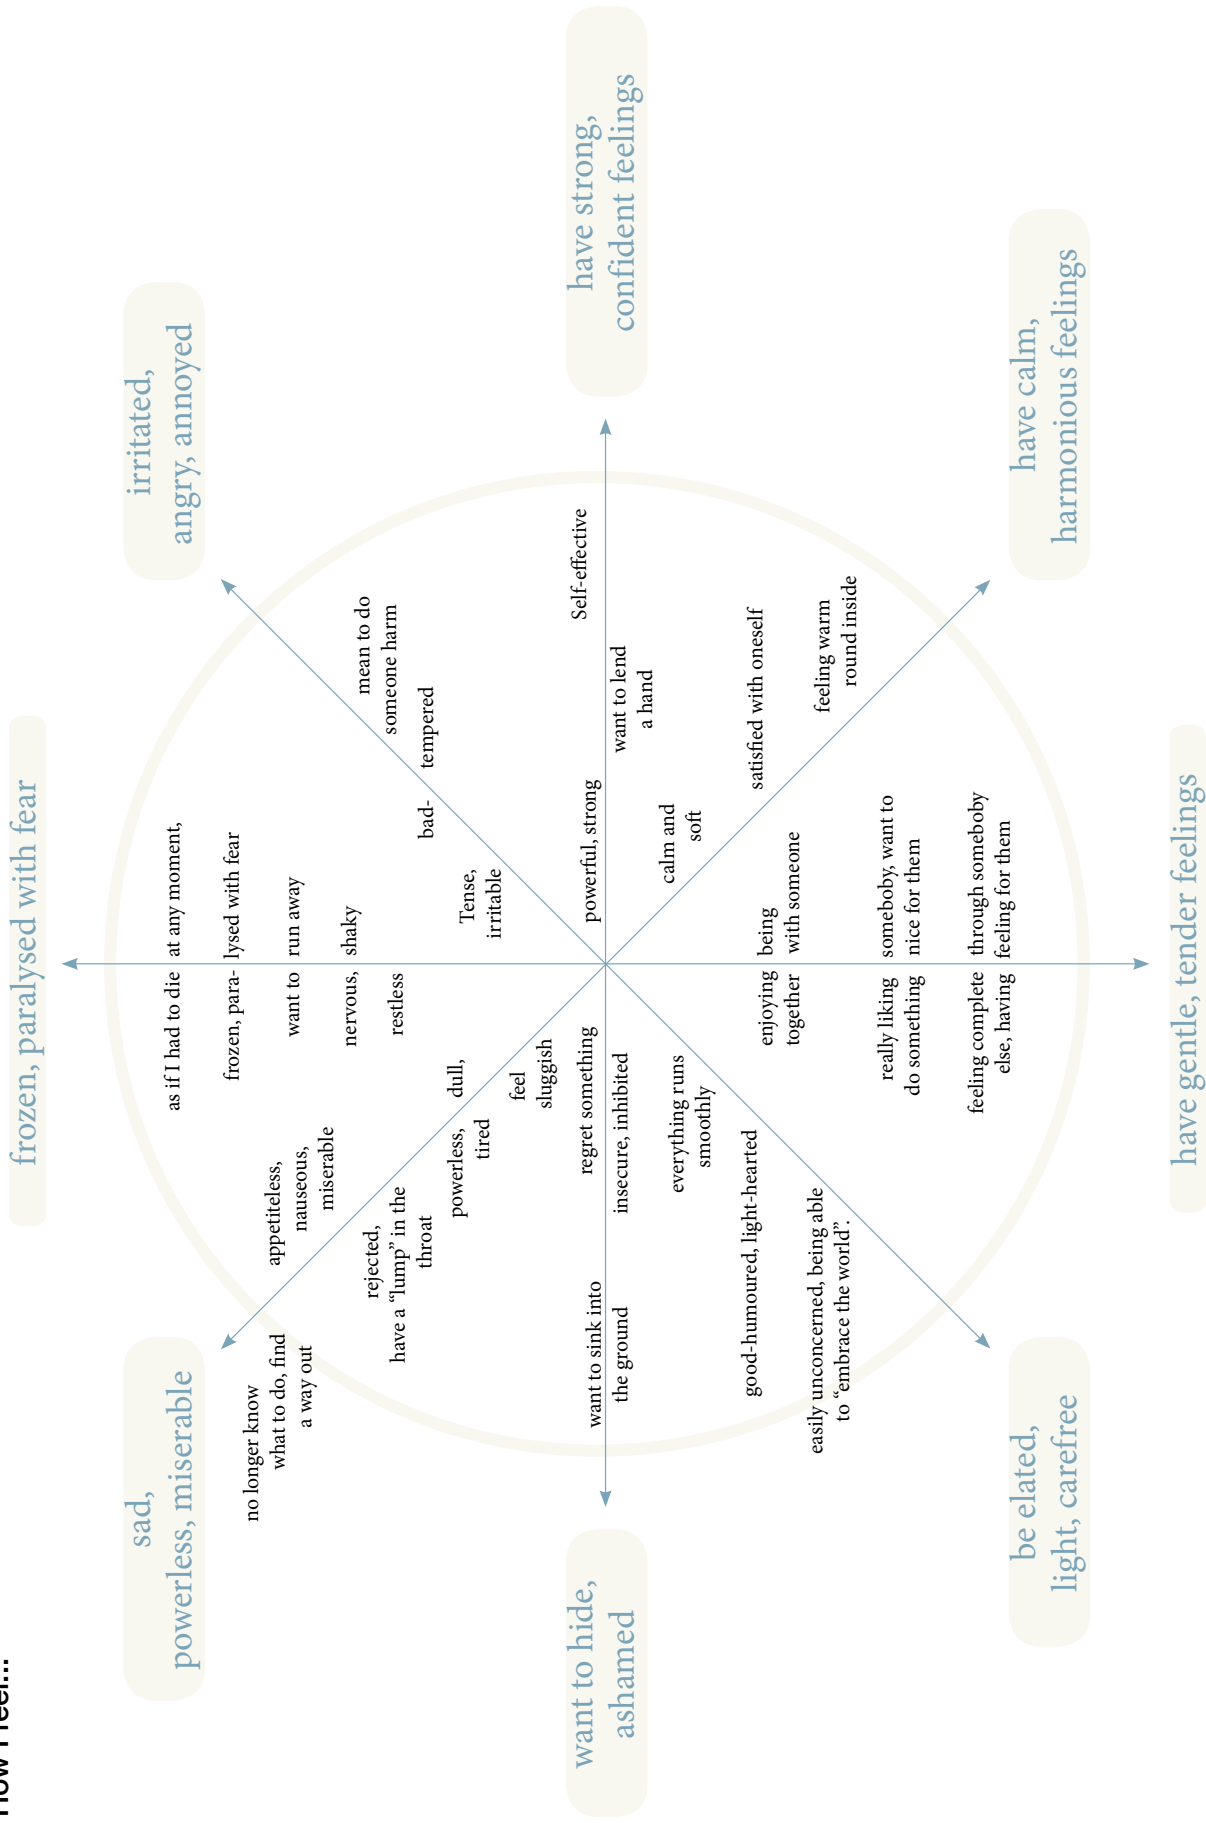 How I feel...
frozen, paralysed with fear
sad,
powerless, miserable
irritated,
angry, annoyed
as if I had to die at any moment,
frozen, para- lysed with fear
want to run away
nervous, shaky
restless
no longer know
what to do, find
a way out
appetiteless,
nauseous,
miserable
rejected,
have a “lump” in the
throat
powerless, dull,
tired
feel
sluggish
mean to do
someone harm
bad- tempered
Tense,
irritable
want to hide,
ashamed
want to sink into
the ground
regret something
insecure, inhibited
powerful, strong
want to lend
a hand
Self-effective
have strong,
confident feelings
everything runs
smoothly
good-humoured, light-hearted
easily unconcerned, being able
to “embrace the world”.
calm and
soft
satisfied with oneself
feeling warm
round inside
enjoying being
together with someone
really liking someboby, want to
do something nice for them
feeling complete through someboby
else, having feeling for them
be elated,
light, carefree
have calm,
harmonious feelings
have gentle, tender feelings